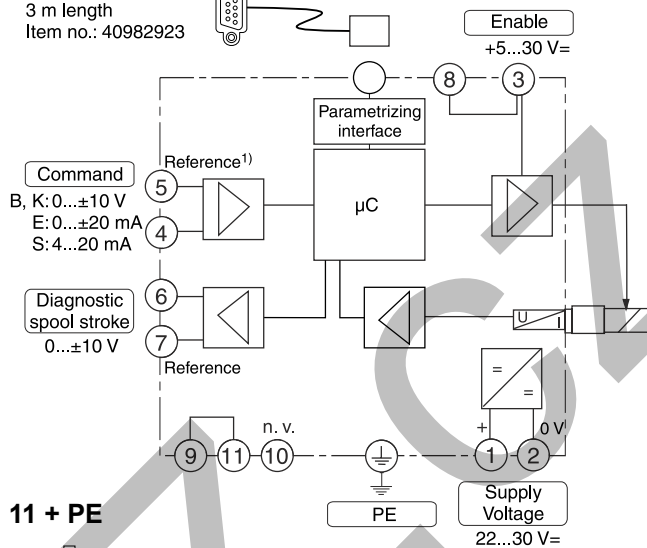 3 m length
Item no.: 40982923
Enable
+5...30 V=
8
3
Parametrizing
interface
Reference1)
Command
5
B, K: 0...±10 V
E: 0...±20 mA
S: 4...20 mA
4
µC
6
Diagnostic
spool stroke
0...±10 V
7
Reference
U
I
=
=
+
0 V
n. v.
9
11
10
1
2
11 + PE
PE
Supply
Voltage
22...30 V=